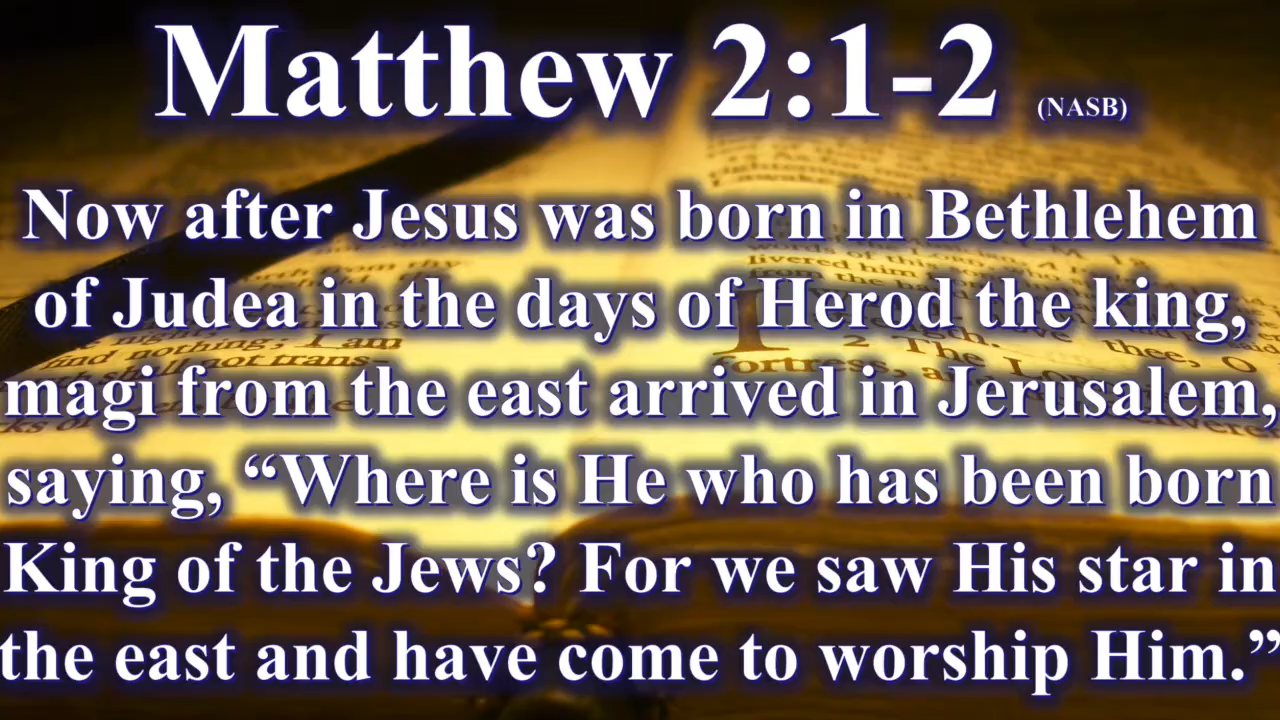 Matthew 2:1-2 (NASB)
Now after Jesus was born in Bethlehem
of Judea in the days of Herod the king,
magi from the east arrived in Jerusalem,
saying, “Where is He who has been born
King of the Jews? For we saw His star in
the east and have come to worship Him.”